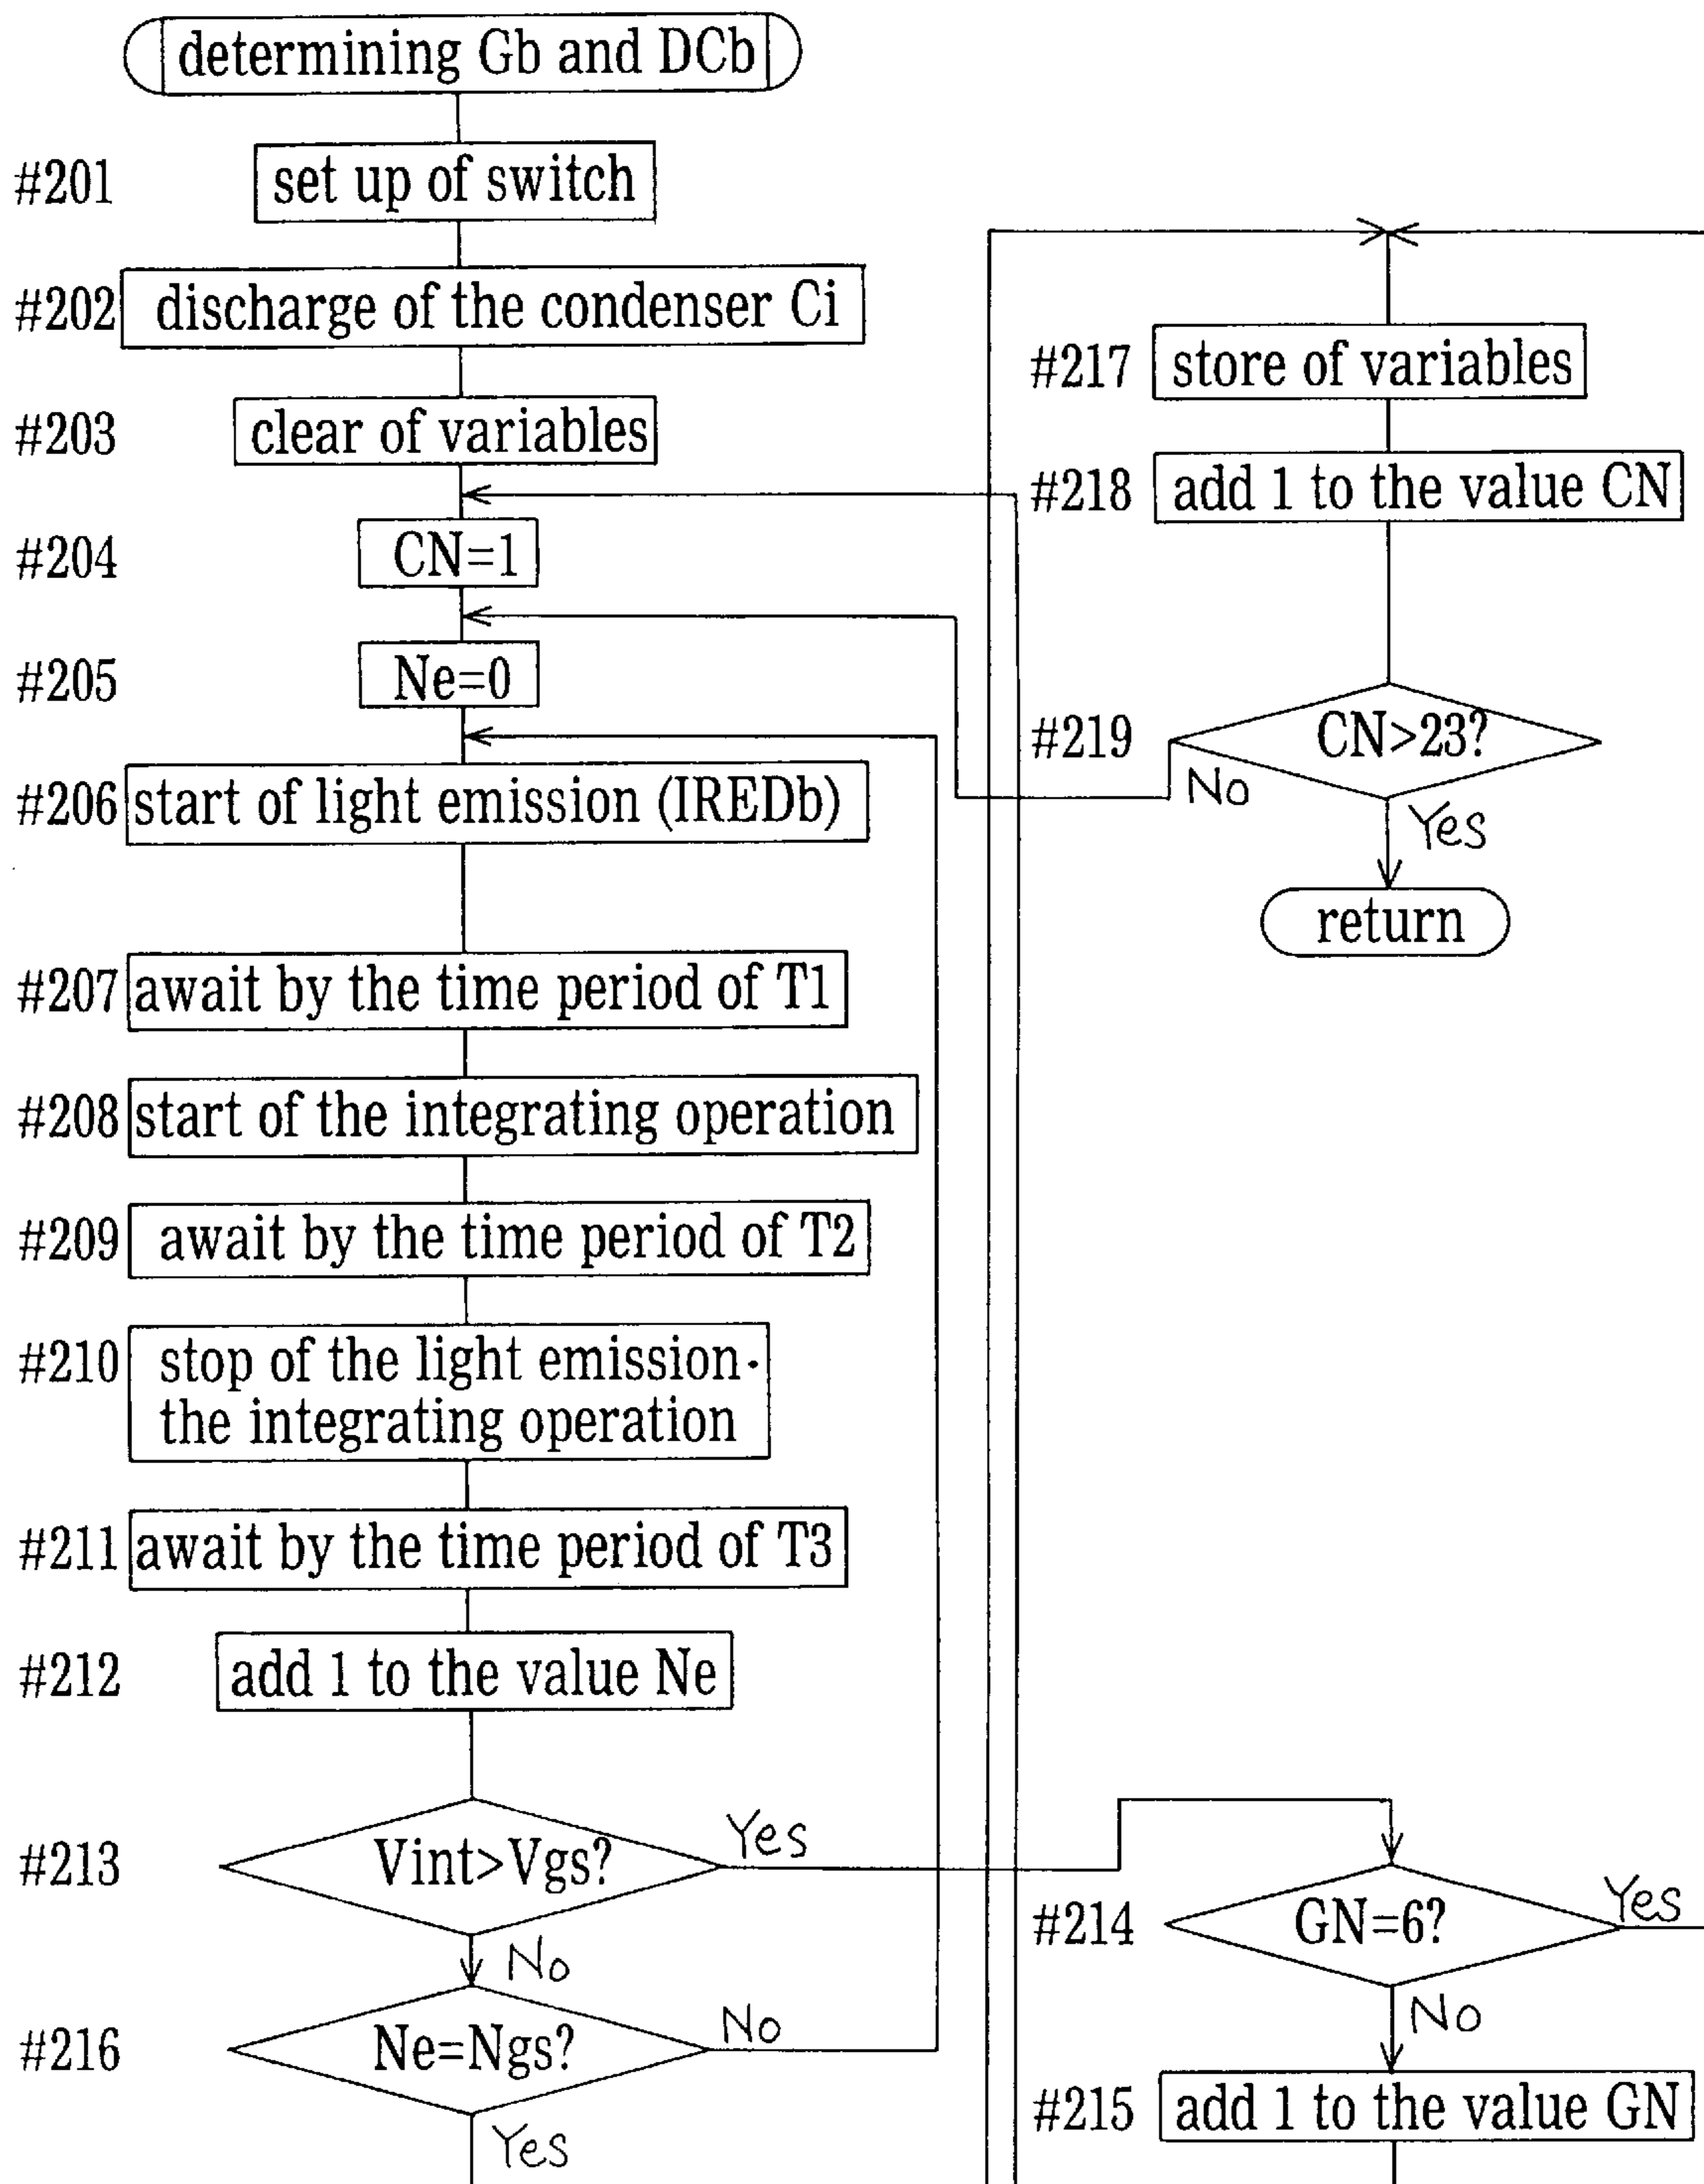 determining Gb and DCb
#201 set up of switch
#202 discharge of the condenser Ci
#203 clear of variables
#204 CN=1
#205 Ne=0
#206 start of light emission (IREDb)
#207 await by the time period of T1
#208 start of the integrating operation
#209 await by the time period of T2
#210 stop of the light emission·
the integrating operation
#211 await by the time period of T3
#212 add 1 to the value Ne
#213 Vint>Vgs?
Yes
No
#216 Ne=Ngs?
No
Yes
#217 store of variables
#218 add 1 to the value CN
#219 CN>23?
No
Yes
return
#214 GN=6?
Yes
No
#215 add 1 to the value GN